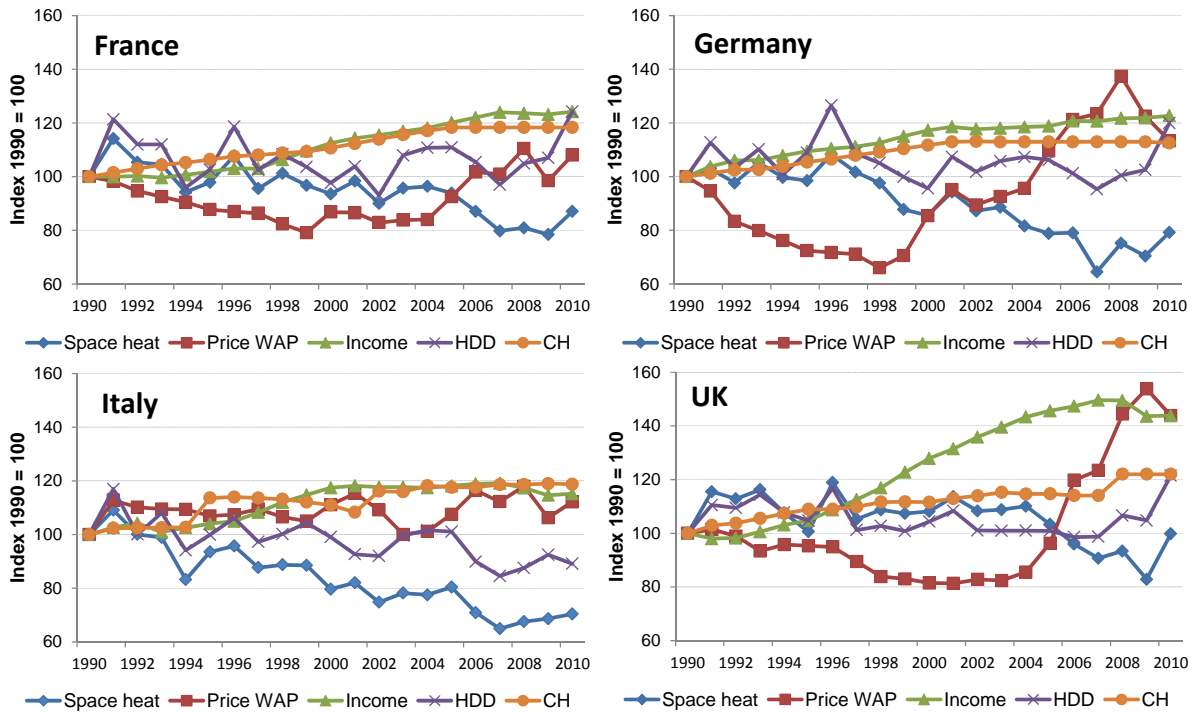 France
Index 1990 = 100
160
140
120
100
80
60
1990 1992 1994 1996 1998 2000 2002 2004 2006 2008 2010
Space heat Price WAP Income HDD CH
Germany
Index 1990 = 100
160
140
120
100
80
60
1990 1992 1994 1996 1998 2000 2002 2004 2006 2008 2010
Space heat Price WAP Income HDD CH
Italy
Index 1990 = 100
160
140
120
100
80
60
1990 1992 1994 1996 1998 2000 2002 2004 2006 2008 2010
Space heat Price WAP Income HDD CH
UK
Index 1990 = 100
160
140
120
100
80
60
1990 1992 1994 1996 1998 2000 2002 2004 2006 2008 2010
Space heat Price WAP Income HDD CH